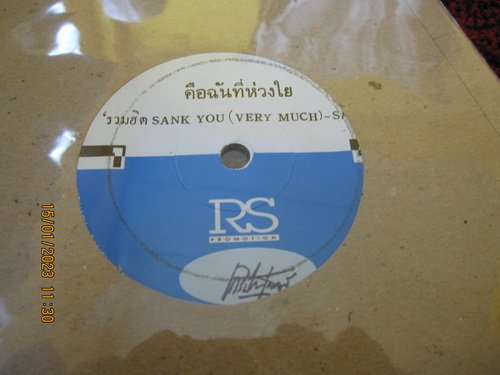 คือฉันที่ห่วงใย
รวมฮิต SANK YOU (VERY MUCH)-SA
RS
PROMOTION
15/01/2023 11:30